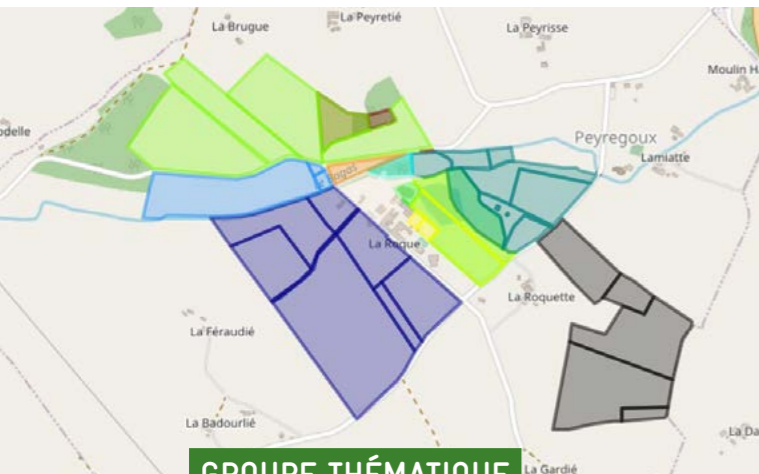 La Brugue
La Peyretié
La Peyrisse
Moulin H
odelle
Peyregoux
Lamiatte
Bagas
La Roque
La Roquette
La Féraudié
La Badourlié
La Da
GROUPE THÉMATIQUE
La Gardié